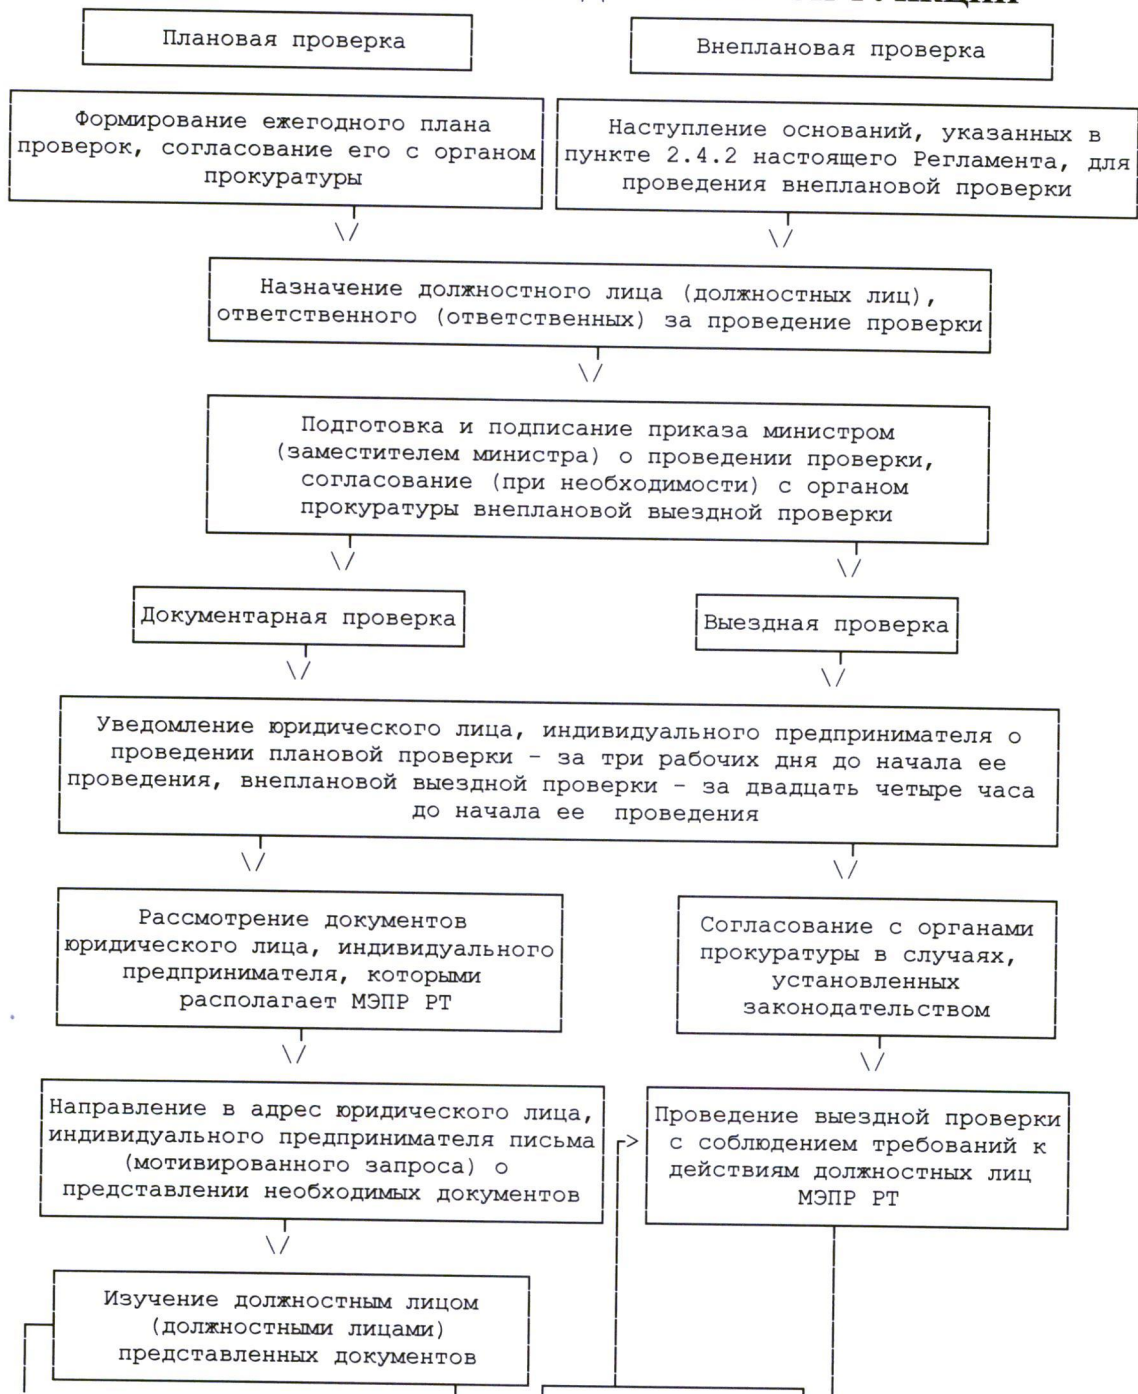 Плановая проверка
Внеплановая проверка
Формирование ежегодного плана
проверок, согласование его с органом
прокуратуры
Наступление оснований, указанных в
пункте 2.4.2 настоящего Регламента, для
проведения внеплановой проверки
\/
\/
Назначение должностного лица (должностных лиц),
ответственного (ответственных) за проведение проверки
\/
Подготовка и подписание приказа министром
(заместителем министра) о проведении проверки,
согласование (при необходимости) с органом
прокуратуры внеплановой выездной проверки
\/
\/
Документарная проверка
Выездная проверка
\/
\/
Уведомление юридического лица, индивидуального предпринимателя о
проведении плановой проверки - за три рабочих дня до начала ее
проведения, внеплановой выездной проверки - за двадцать четыре часа
до начала ее проведения
\/
\/
Рассмотрение документов
юридического лица, индивидуального
предпринимателя, которыми
располагает МЭПР РТ
Согласование с органами
прокуратуры в случаях,
установленных
законодательством
\/
\/
Направление в адрес юридического лица,
индивидуального предпринимателя письма
(мотивированного запроса) о
представлении необходимых документов
>
Проведение выездной проверки
с соблюдением требований к
действиям должностных лиц
МЭПР РТ
\/
Изучение должностным лицом
(должностными лицами)
представленных документов